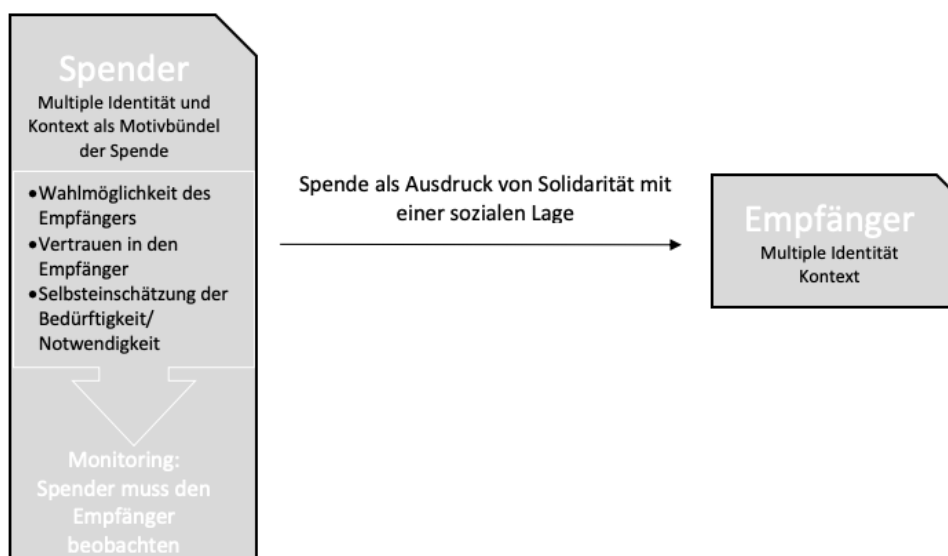 Spender
Multiple Identität und
Kontext als Motivbündel
der Spende
•Wahlmöglichkeit des
Empfängers
•Vertrauen in den
Empfänger
•Selbsteinschätzung der
Bedürftigkeit/
Notwendigkeit
Monitoring:
Spender muss den
Empfänger
beobachten
Spende als Ausdruck von Solidarität mit
einer sozialen Lage
Empfänger
Multiple Identität
Kontext